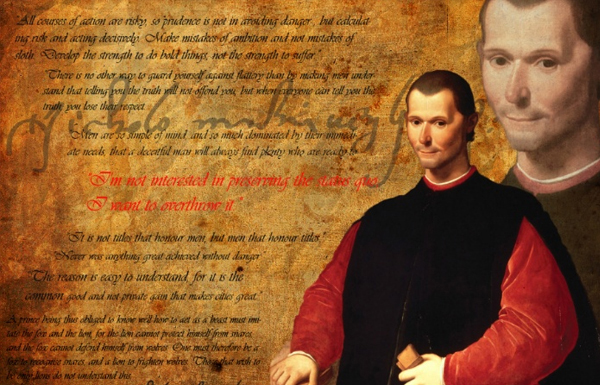 "All courses of action are risky, so prudence is not in avoiding danger, but calculat
ing risk and acting decisively. Make mistakes of ambition and not mistakes of
sloth. Develop the strength to do bold things, not the strength to suffer."
There is no other way to guard yourself against flattery than by making men under
stand that telling you the truth will not offend you, but when everyone can tell you the
truth, you lose their respect
"Men are so simple of mind, and so much dominated by their immedi
ate needs, that a deceitful man will always find plenty who are ready
"I'm not interested in preserving the status quo,
I want to overthrow it"
"It is not titles that honour men, but men that honour titles."
"Never was anything great achieved without danger
The reason is easy to understand, for it is the
common good and not private gain that makes cities great."
A prince being thus obliged to know well how to act as a beast must imi-
tate the fox and the lion, for the lion cannot protect himself from snares,
and the fox cannot defend himself from wolves. One must therefore be a
fox to recognise snares, and a lion to frighten wolves. Those that wish to
be only lions do not understand this.